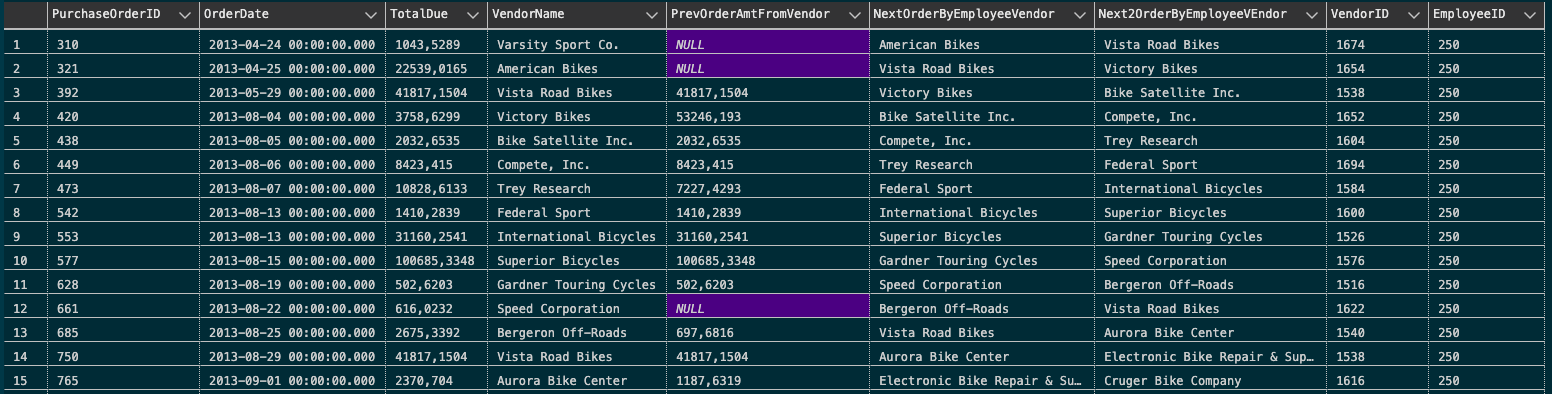 PurchaseOrderID OrderDate TotalDue VendorName PrevOrderAmtFromVendor NextOrderByEmployeeVendor Next2OrderByEmployeeVEndor VendorID EmployeeID
1 310 2013-04-24 00:00:00.000 1043,5289 Varsity Sport Co. NULL American Bikes Vista Road Bikes 1674 250
2 321 2013-04-25 00:00:00.000 22539,0165 American Bikes NULL Vista Road Bikes Victory Bikes 1654 250
3 392 2013-05-29 00:00:00.000 41817,1504 Vista Road Bikes 41817,1504 Victory Bikes Bike Satellite Inc. 1538 250
4 420 2013-08-04 00:00:00.000 3758,6299 Victory Bikes 53246,193 Bike Satellite Inc. Compete, Inc. 1652 250
5 438 2013-08-05 00:00:00.000 2032,6535 Bike Satellite Inc. 2032,6535 Compete, Inc. Trey Research 1604 250
6 449 2013-08-06 00:00:00.000 8423,415 Compete, Inc. 8423,415 Trey Research Federal Sport 1694 250
7 473 2013-08-07 00:00:00.000 10828,6133 Trey Research 7227,4293 Federal Sport International Bicycles 1584 250
8 542 2013-08-13 00:00:00.000 1410,2839 Federal Sport 1410,2839 International Bicycles Superior Bicycles 1600 250
9 553 2013-08-13 00:00:00.000 31160,2541 International Bicycles 31160,2541 Superior Bicycles Gardner Touring Cycles 1526 250
10 577 2013-08-15 00:00:00.000 100685,3348 Superior Bicycles 100685,3348 Gardner Touring Cycles Speed Corporation 1576 250
11 628 2013-08-19 00:00:00.000 502,6203 Gardner Touring Cycles 502,6203 Speed Corporation Bergeron Off-Roads 1516 250
12 661 2013-08-22 00:00:00.000 616,0232 Speed Corporation NULL Bergeron Off-Roads Vista Road Bikes 1622 250
13 685 2013-08-25 00:00:00.000 2675,3392 Bergeron Off-Roads 697,6816 Vista Road Bikes Aurora Bike Center 1540 250
14 750 2013-08-29 00:00:00.000 41817,1504 Vista Road Bikes 41817,1504 Aurora Bike Center Electronic Bike Repair & Sup… 1538 250
15 765 2013-09-01 00:00:00.000 2370,704 Aurora Bike Center 1187,6319 Electronic Bike Repair & Su… Cruger Bike Company 1616 250